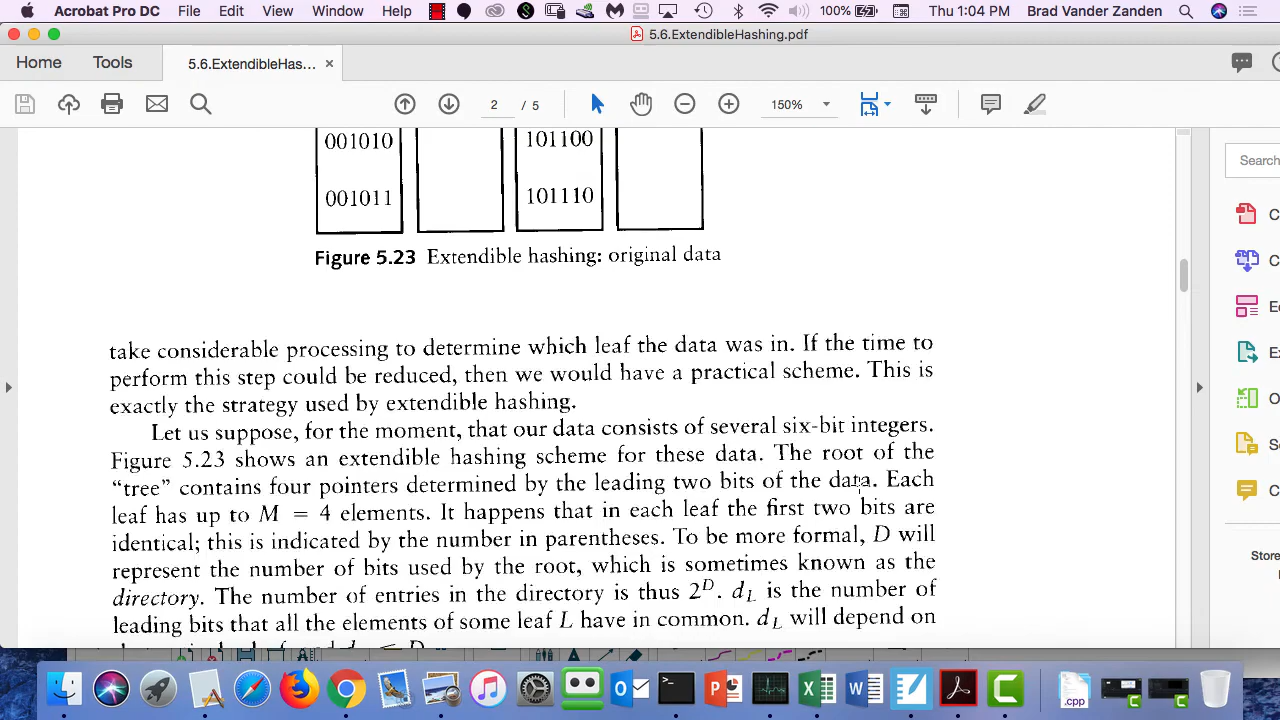 Acrobat Pro DC File Edit View Window Help 100% Thu 1:04 PM Brad Vander Zanden
5.6.ExtendibleHashing.pdf
Home Tools 5.6.ExtendibleHas... ×
2 / 5 150%
001010 101100
001011 101110
Figure 5.23 Extendible hashing: original data
take considerable processing to determine which leaf the data was in. If the time to
perform this step could be reduced, then we would have a practical scheme. This is
exactly the strategy used by extendible hashing.
Let us suppose, for the moment, that our data consists of several six-bit integers.
Figure 5.23 shows an extendible hashing scheme for these data. The root of the
“tree” contains four pointers determined by the leading two bits of the data. Each
leaf has up to M = 4 elements. It happens that in each leaf the first two bits are
identical; this is indicated by the number in parentheses. To be more formal, D will
represent the number of bits used by the root, which is sometimes known as the
directory. The number of entries in the directory is thus 2^D. d_L is the number of
leading bits that all the elements of some leaf L have in common. d_L will depend on
Search
Store
.cpp